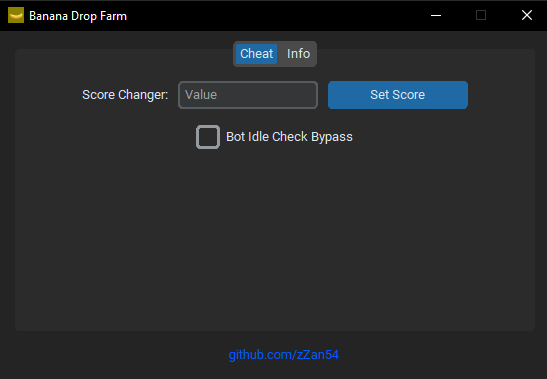 Banana Drop Farm
Cheat Info
Score Changer: Value Set Score
Bot Idle Check Bypass
github.com/zZan54